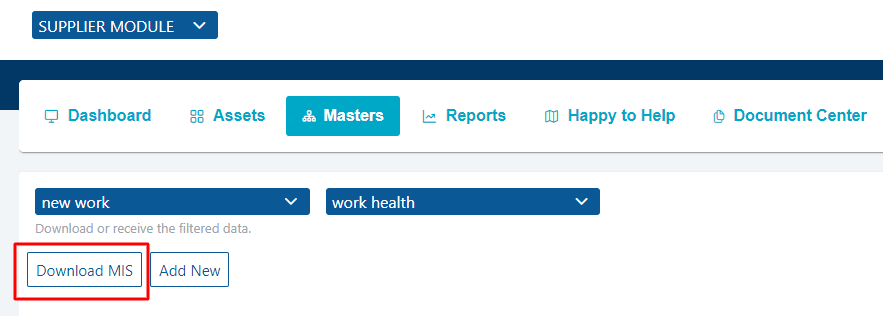 SUPPLIER MODULE
Dashboard Assets Masters Reports Happy to Help Document Center
new work work health
Download or receive the filtered data.
Download MIS Add New